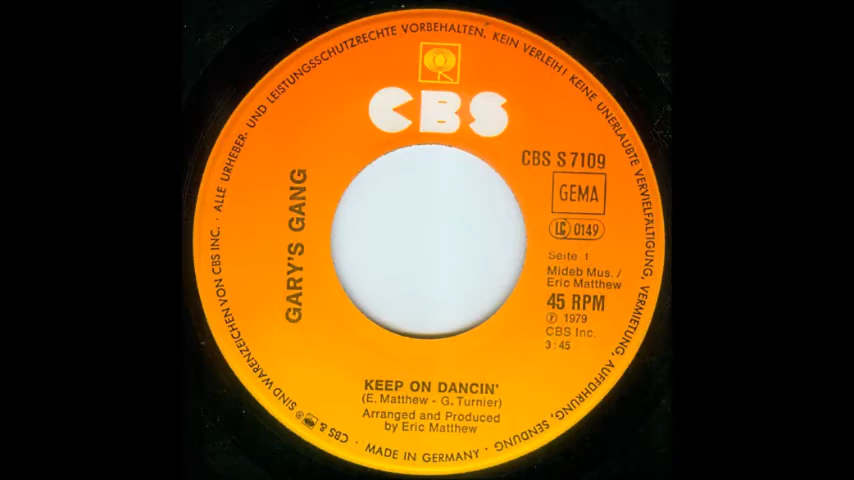 ALLE URHEBER- UND LEISTUNGSSCHUTZRECHTE VORBEHALTEN, KEIN VERLEIH! KEINE UNERLAUBTE VERVIELFÄLTIGUNG, VERMIETUNG, AUFFÜHRUNG, SENDUNG
CBS
CBS S 7109
GEMA
LC 0149
GARY'S GANG
Seite 1
Mideb Mus. /
Eric Matthew
45 RPM
Ⓟ 1979
CBS Inc.
3:45
KEEP ON DANCIN'
(E. Matthew - G. Turnier)
Arranged and Produced
by Eric Matthew
CBS & ® SIND WARENZEICHEN VON CBS INC.
MADE IN GERMANY